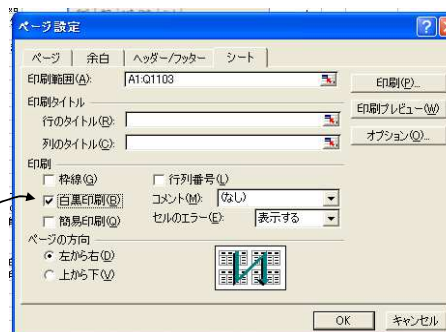 ページ設定
ページ 余白 ヘッダー/フッター シート
印刷範囲(A): A1:Q1103 印刷(P)...
印刷タイトル 印刷プレビュー(W)
行のタイトル(R): オプション(O)...
列のタイトル(C):
印刷
枠線(G) 行列番号(L)
白黒印刷(B) コメント(M): (なし)
簡易印刷(Q) セルのエラー(E): 表示する
ページの方向
左から右(D)
上から下(V)
OK キャンセル